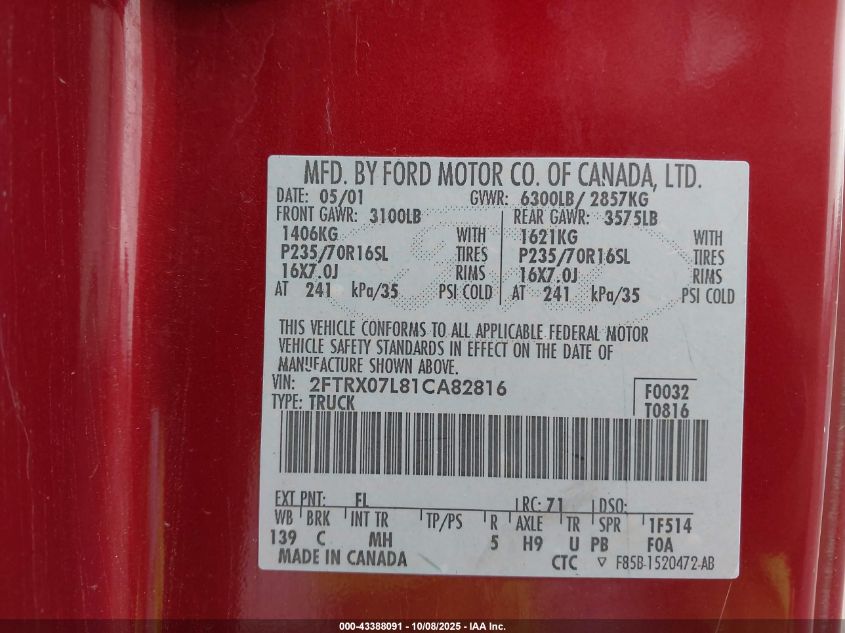 MFD. BY FORD MOTOR CO. OF CANADA, LTD.
DATE: 05/01 GVWR: 6300LB/ 2857KG
FRONT GAWR: 3100LB REAR GAWR: 3575LB
1406KG WITH 1621KG WITH
P235/70R16SL TIRES P235/70R16SL TIRES
16X7.0J RIMS 16X7.0J RIMS
AT 241 kPa/35 PSI COLD AT 241 kPa/35 PSI COLD
THIS VEHICLE CONFORMS TO ALL APPLICABLE FEDERAL MOTOR
VEHICLE SAFETY STANDARDS IN EFFECT ON THE DATE OF
MANUFACTURE SHOWN ABOVE.
VIN: 2FTRX07L81CA82816 F0032
TYPE: TRUCK T0816
EXT PNT: FL RC: 71 DSO:
WB BRK INT TR TP/PS R AXLE TR SPR 1F514
139 C MH 5 H9 U PB F0A
MADE IN CANADA CTC ▽ F85B-1520472-AB
000-43388091 - 10/08/2025 - IAA Inc.